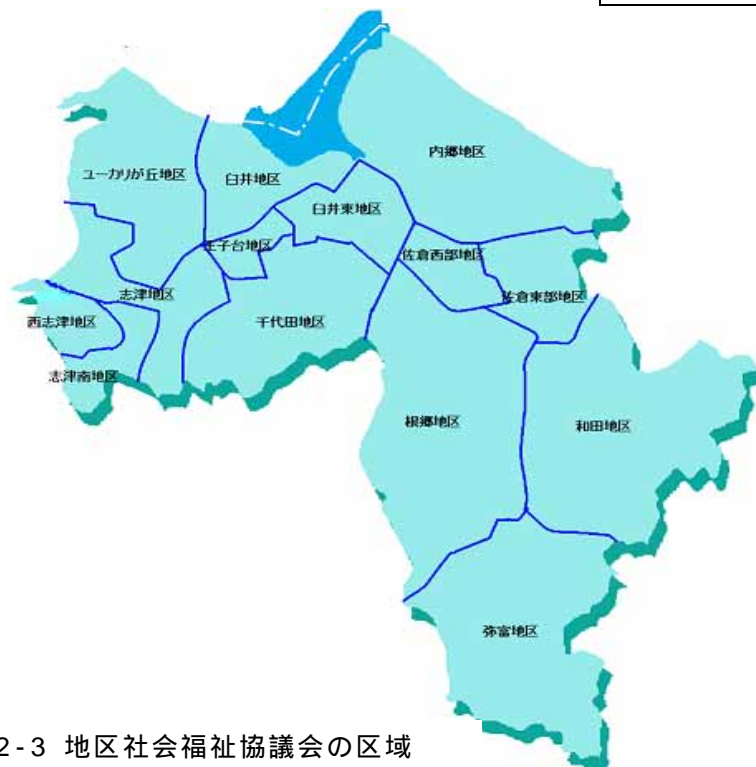 内郷地区
ユーカリが丘地区
臼井地区
臼井東地区
王子台地区
佐倉西部地区
志津地区
佐倉東部地区
西志津地区
千代田地区
志津南地区
根郷地区
和田地区
弥富地区
2-3 地区社会福祉協議会の区域